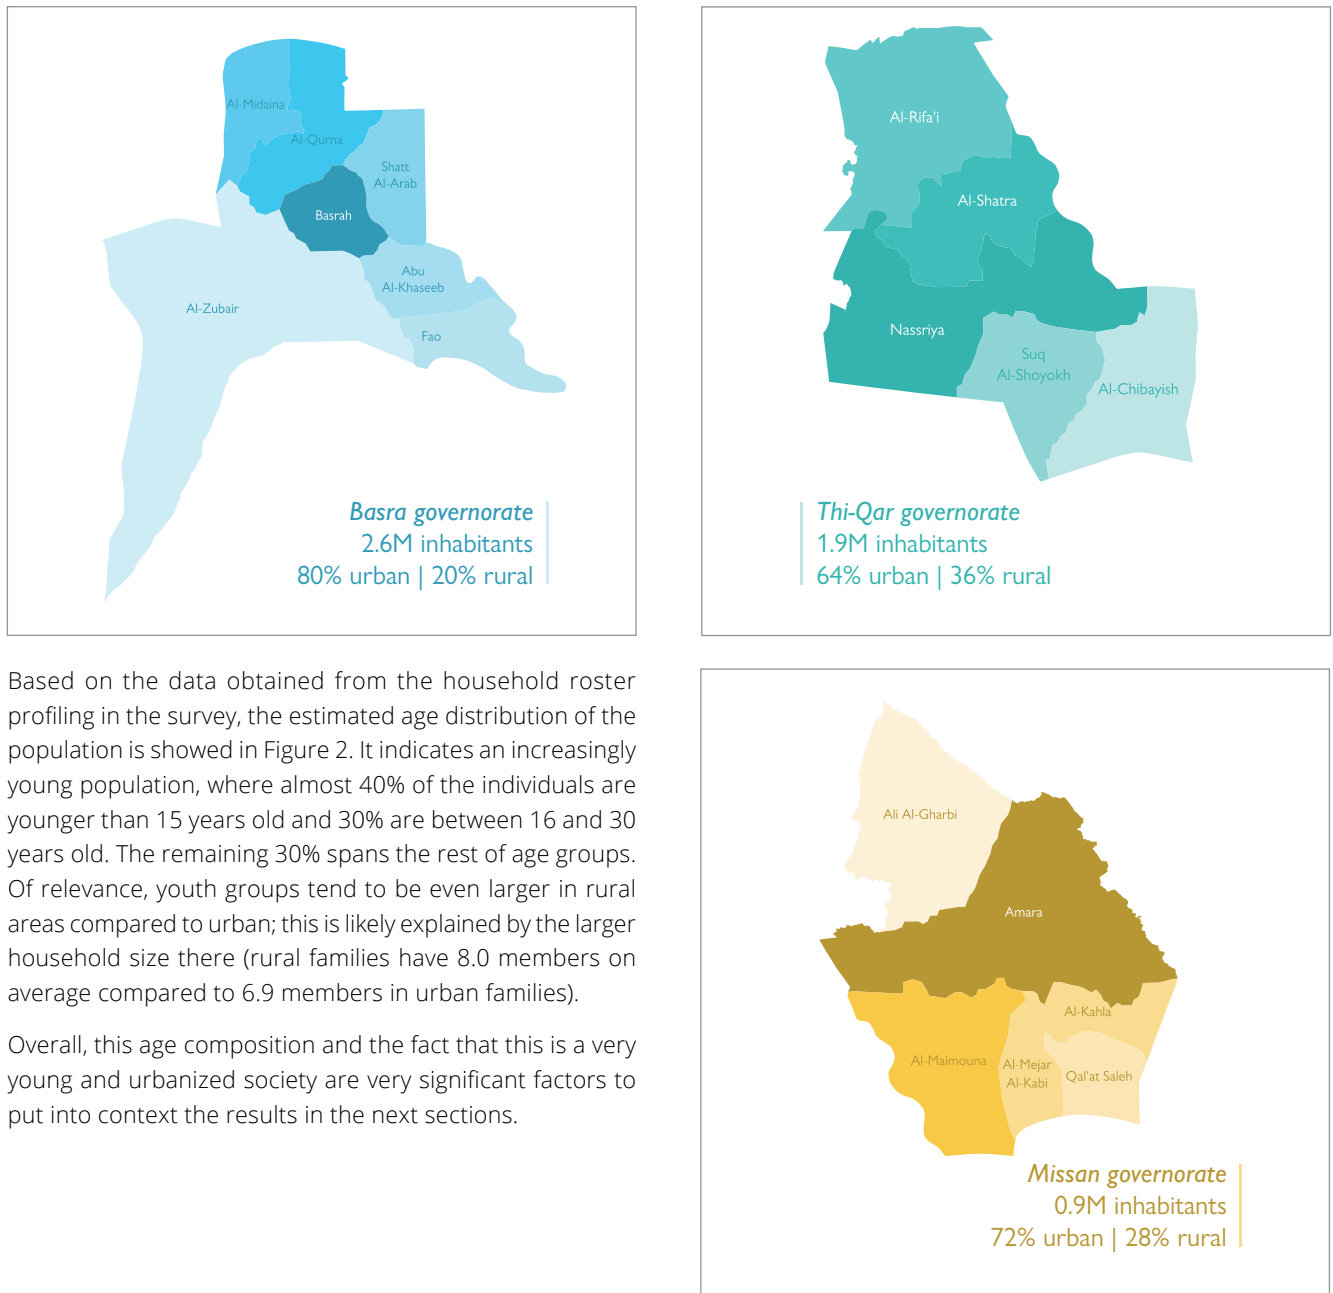 Al-Midaina
Al-Qurna
Shatt
Al-Arab
Basrah
Abu
Al-Khaseeb
Al-Zubair
Fao
Basra governorate
2.6M inhabitants
80% urban | 20% rural
Al-Rifa'i
Al-Shatra
Nassriya
Suq
Al-Shoyokh
Al-Chibayish
Thi-Qar governorate
1.9M inhabitants
64% urban | 36% rural
Based on the data obtained from the household roster
profiling in the survey, the estimated age distribution of the
population is showed in Figure 2. It indicates an increasingly
young population, where almost 40% of the individuals are
younger than 15 years old and 30% are between 16 and 30
years old. The remaining 30% spans the rest of age groups.
Of relevance, youth groups tend to be even larger in rural
areas compared to urban; this is likely explained by the larger
household size there (rural families have 8.0 members on
average compared to 6.9 members in urban families).
Overall, this age composition and the fact that this is a very
young and urbanized society are very significant factors to
put into context the results in the next sections.
Ali Al-Gharbi
Amara
Al-Kahla
Al-Maimouna
Al-Mejar
Al-Kabi
Qal'at Saleh
Missan governorate
0.9M inhabitants
72% urban | 28% rural